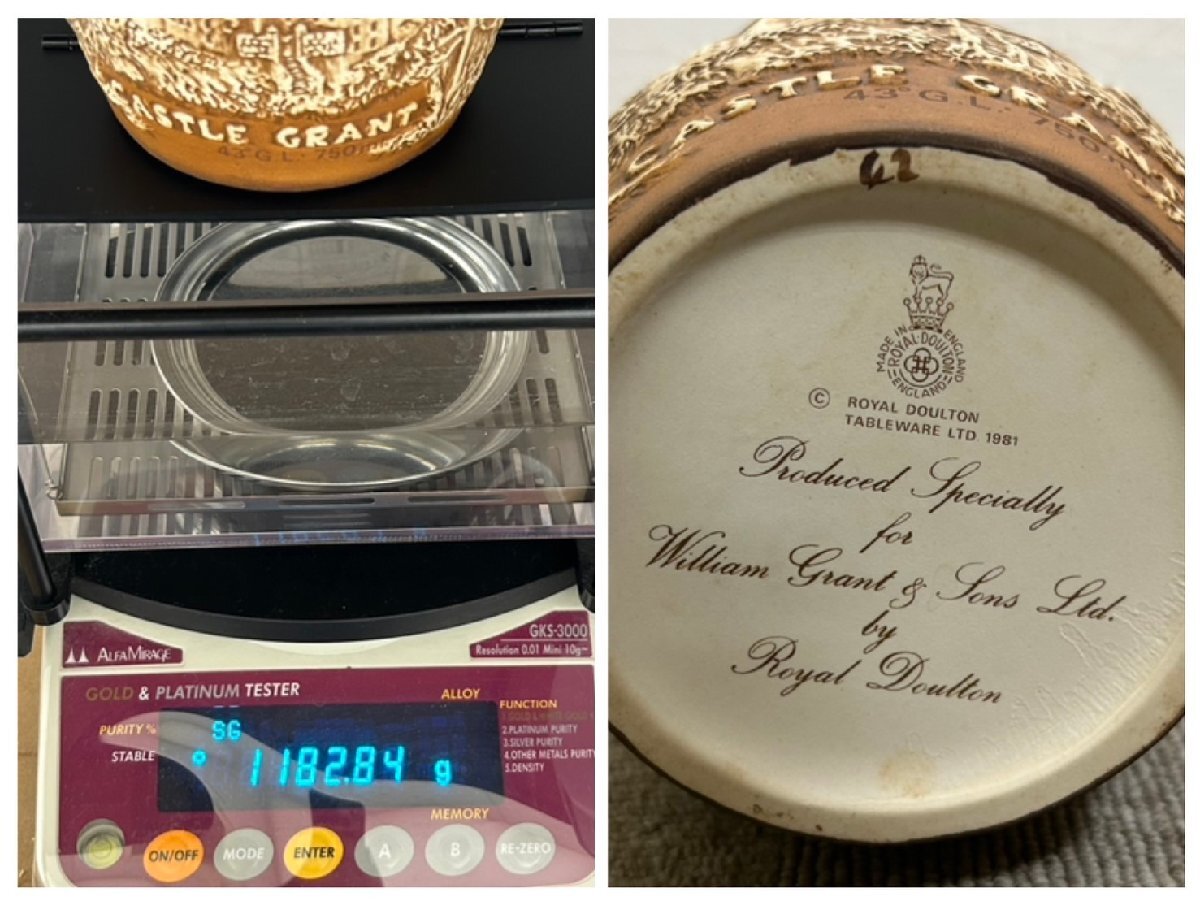 CASTLE GRANT
43°G.L. 750m
ALFAMIRAGE
GKS-3000
Resolution 0.01 Mini 10g~
GOLD & PLATINUM TESTER
ALLOY
FUNCTION
2.PLATINUM PURITY
3.SILVER PURITY
4.OTHER METALS PURITY
5.DENSITY
PURITY %
SG
STABLE
1182.84 g
MEMORY
ON/OFF MODE ENTER A B RE-ZERO
CASTLE GRAN
43°G.L. 750m
42
MADE IN ENGLAND
ROYAL DOULTON
ENGLAND
© ROYAL DOULTON
TABLEWARE LTD 1981
Produced Specially
for
William Grant & Sons Ltd.
by
Royal Doulton